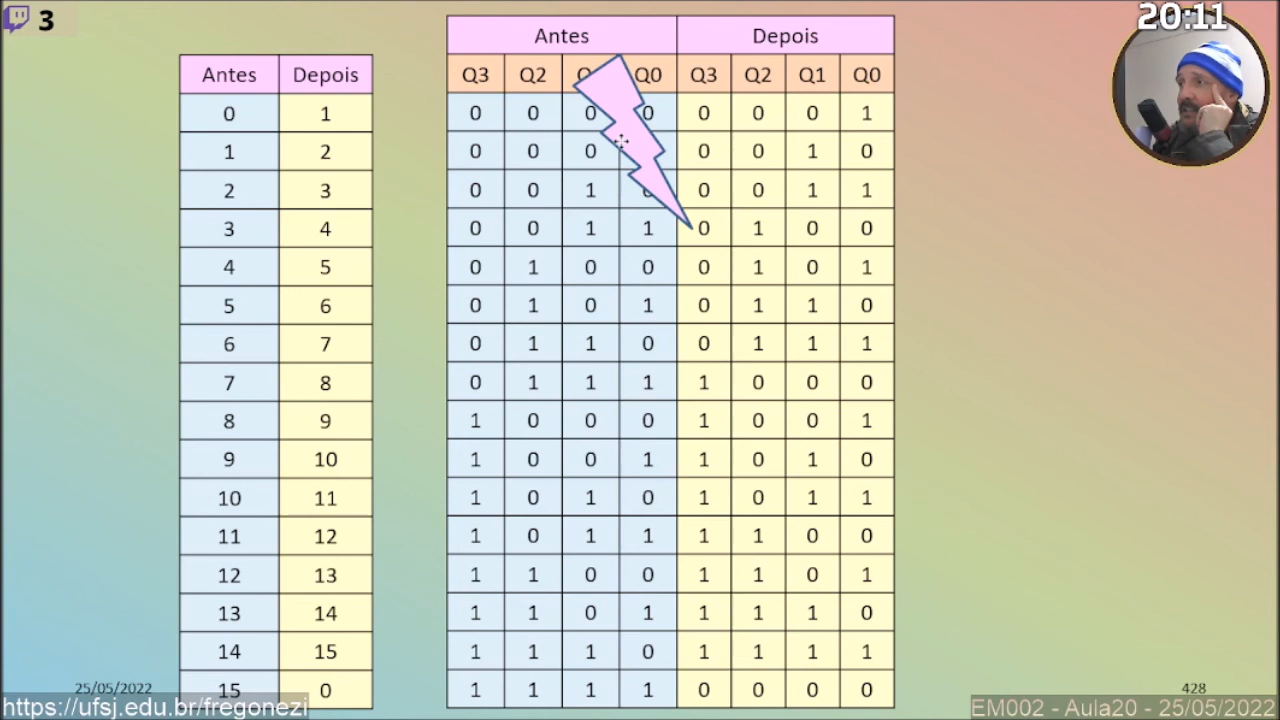 3
20:11
Antes Depois
Antes Depois
Q3 Q2 Q0 Q3 Q2 Q1 Q0
0 1 0 0 0 0 0 0 0 1
1 2 0 0 0 0 0 1 0
2 3 0 0 1 0 0 1 1
3 4 0 0 1 1 0 1 0 0
4 5 0 1 0 0 0 1 0 1
5 6 0 1 0 1 0 1 1 0
6 7 0 1 1 0 0 1 1 1
7 8 0 1 1 1 1 0 0 0
8 9 1 0 0 0 1 0 0 1
9 10 1 0 0 1 1 0 1 0
10 11 1 0 1 0 1 0 1 1
11 12 1 0 1 1 1 1 0 0
12 13 1 1 0 0 1 1 0 1
13 14 1 1 0 1 1 1 1 0
14 15 1 1 1 0 1 1 1 1
15 0 1 1 1 1 0 0 0 0
25/05/2022 428
https://ufsj.edu.br/fregonezi EM002 - Aula20 - 25/05/2022